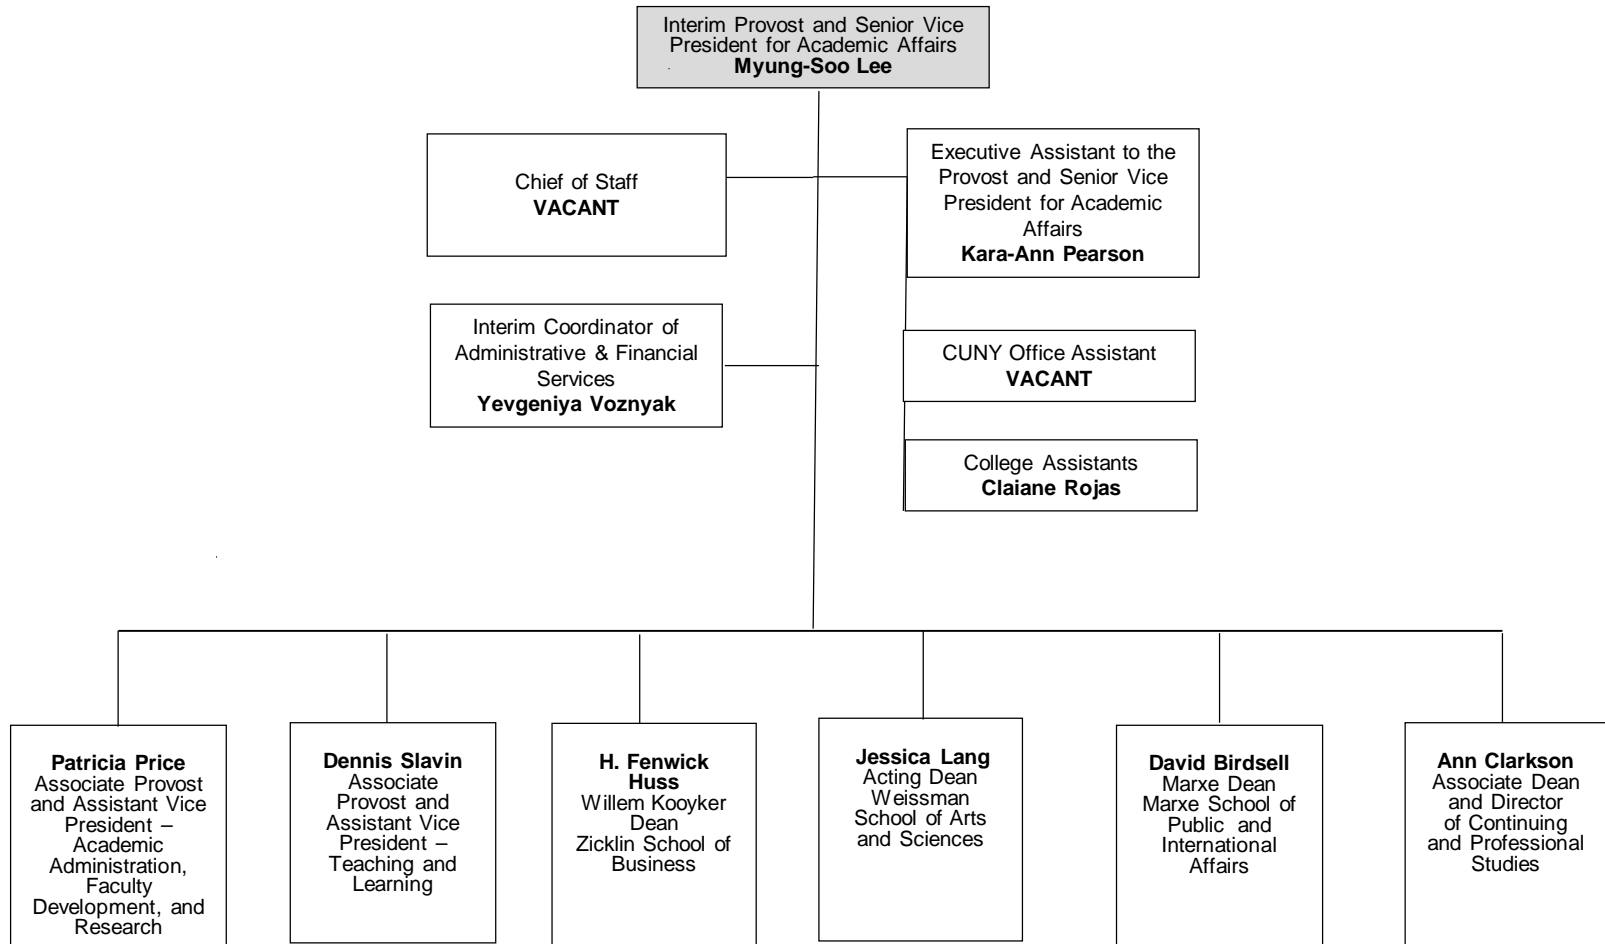 Interim Provost and Senior Vice
President for Academic Affairs
Myung-Soo Lee
Chief of Staff
VACANT
Executive Assistant to the
Provost and Senior Vice
President for Academic
Affairs
Kara-Ann Pearson
Interim Coordinator of
Administrative & Financial
Services
Yevgeniya Voznyak
CUNY Office Assistant
VACANT
College Assistants
Claiane Rojas
Patricia Price
Associate Provost
and Assistant Vice
President –
Academic
Administration,
Faculty
Development, and
Research
Dennis Slavin
Associate
Provost and
Assistant Vice
President –
Teaching and
Learning
H. Fenwick
Huss
Willem Kooyker
Dean
Zicklin School of
Business
Jessica Lang
Acting Dean
Weissman
School of Arts
and Sciences
David Birdsell
Marxe Dean
Marxe School of
Public and
International
Affairs
Ann Clarkson
Associate Dean
and Director
of Continuing
and Professional
Studies